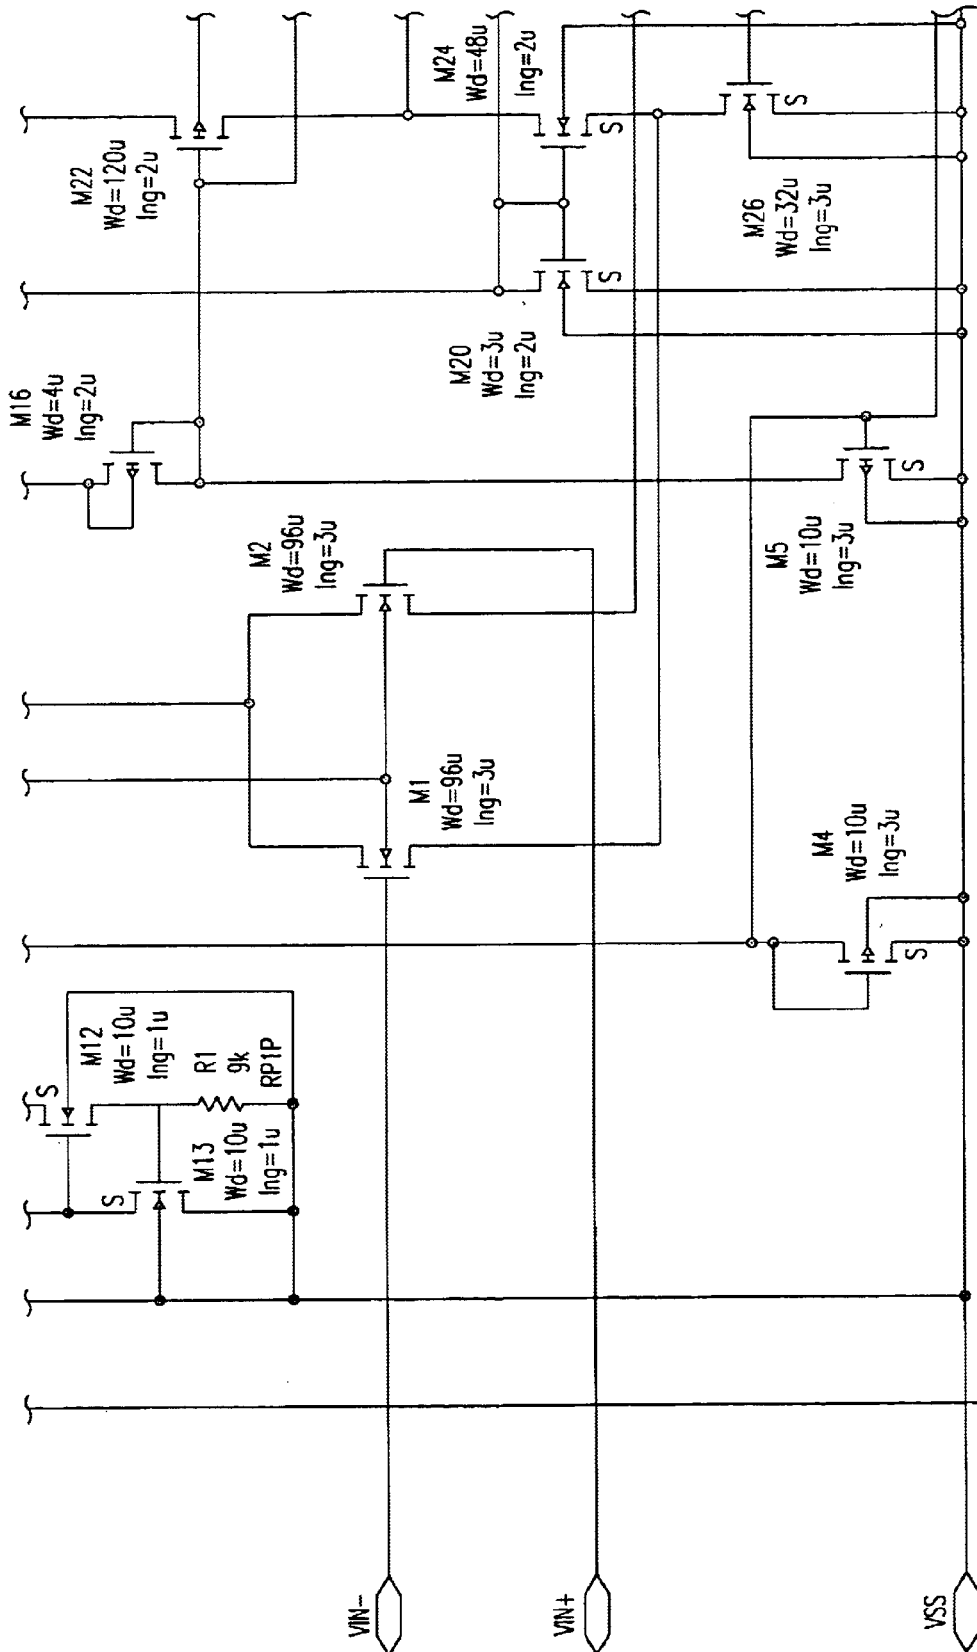 M16
Wd=4u
lng=2u
M22
Wd=120u
lng=2u
M24
Wd=48u
lng=2u
S
M20
Wd=3u
lng=2u
S
M26
Wd=32u
lng=3u
S
M2
Wd=96u
lng=3u
M1
Wd=96u
lng=3u
M5
Wd=10u
lng=3u
S
M4
Wd=10u
lng=3u
S
S
M12
Wd=10u
lng=1u
R1
9k
RP1P
S
M13
Wd=10u
lng=1u
VIN-
VIN+
VSS